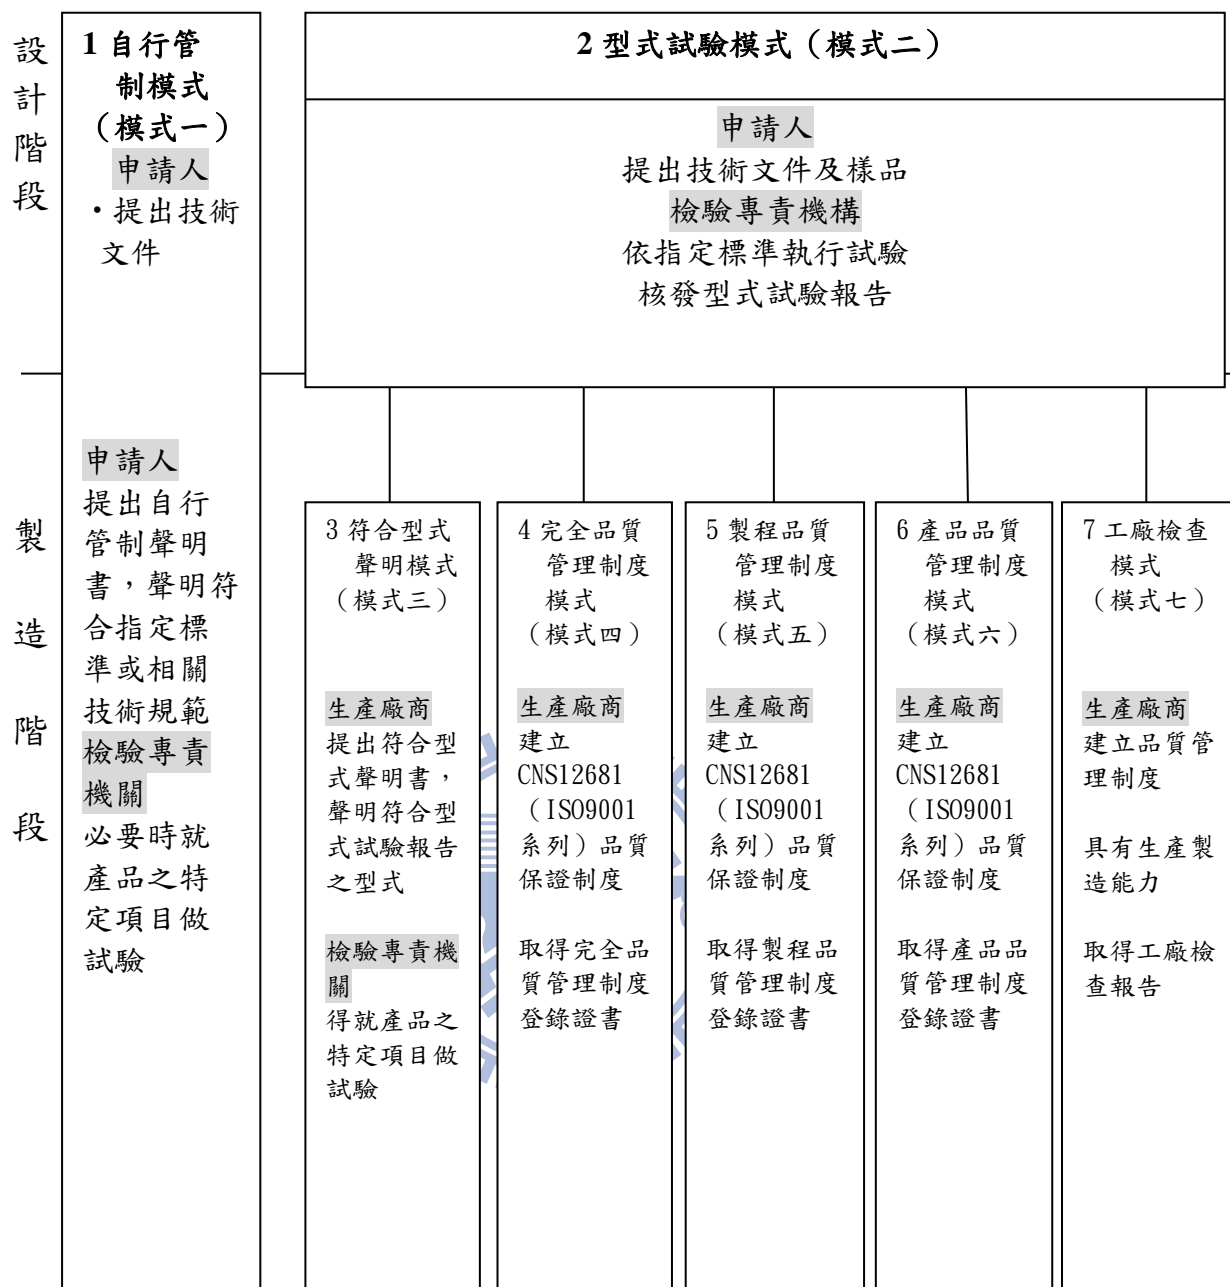 設
計
階
段
1 自行管
制模式
（模式一）
申請人
・提出技術
文件
2 型式試驗模式（模式二）
申請人
提出技術文件及樣品
檢驗專責機構
依指定標準執行試驗
核發型式試驗報告
製
造
階
段
申請人
提出自行
管制聲明
書，聲明符
合指定標
準或相關
技術規範
檢驗專責
機關
必要時就
產品之特
定項目做
試驗
3 符合型式
聲明模式
（模式三）
生產廠商
提出符合型
式聲明書，
聲明符合型
式試驗報告
之型式
檢驗專責機
關
得就產品之
特定項目做
試驗
4 完全品質
管理制度
模式
（模式四）
生產廠商
建立
CNS12681
（ISO9001
系列）品質
保證制度
取得完全品
質管理制度
登錄證書
5 製程品質
管理制度
模式
（模式五）
生產廠商
建立
CNS12681
（ISO9001
系列）品質
保證制度
取得製程品
質管理制度
登錄證書
6 產品品質
管理制度
模式
（模式六）
生產廠商
建立
CNS12681
（ISO9001
系列）品質
保證制度
取得產品品
質管理制度
登錄證書
7 工廠檢查
模式
（模式七）
生產廠商
建立品質管
理制度
具有生產製
造能力
取得工廠檢
查報告